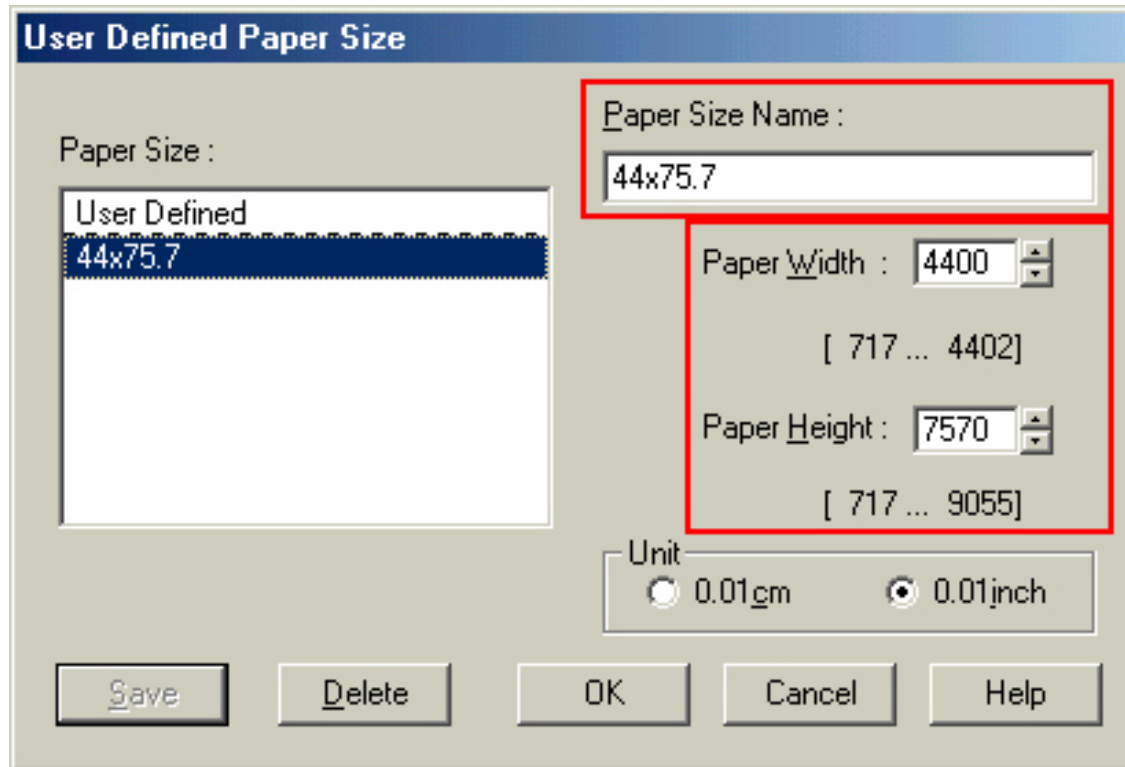 User Defined Paper Size
Paper Size :
User Defined
44x75.7
Paper Size Name :
44x75.7
Paper Width : 4400
[ 717 ... 4402]
Paper Height : 7570
[ 717 ... 9055]
Unit
0.01cm 0.01inch
Save Delete OK Cancel Help